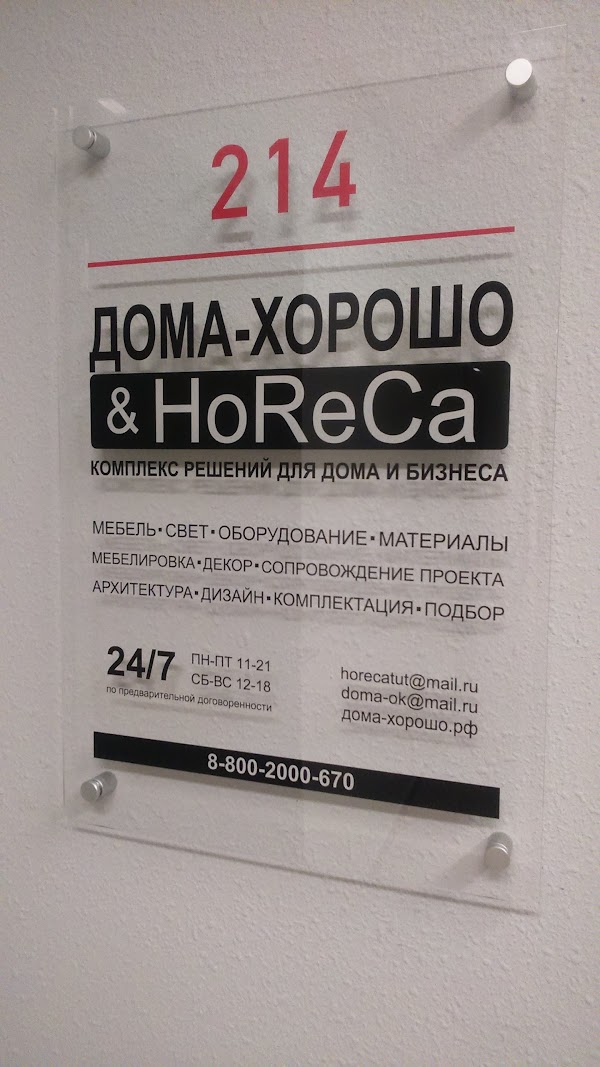 214
ДОМА-ХОРОШО
& HoReCa
КОМПЛЕКС РЕШЕНИЙ ДЛЯ ДОМА И БИЗНЕСА
МЕБЕЛЬ▪СВЕТ▪ОБОРУДОВАНИЕ▪МАТЕРИАЛЫ
МЕБЕЛИРОВКА▪ДЕКОР▪СОПРОВОЖДЕНИЕ ПРОЕКТА
АРХИТЕКТУРА▪ДИЗАЙН▪КОМПЛЕКТАЦИЯ▪ПОДБОР
24/7
ПН-ПТ 11-21
СБ-ВС 12-18
по предварительной договоренности
horecatut@mail.ru
doma-ok@mail.ru
дома-хорошо.рф
8-800-2000-670